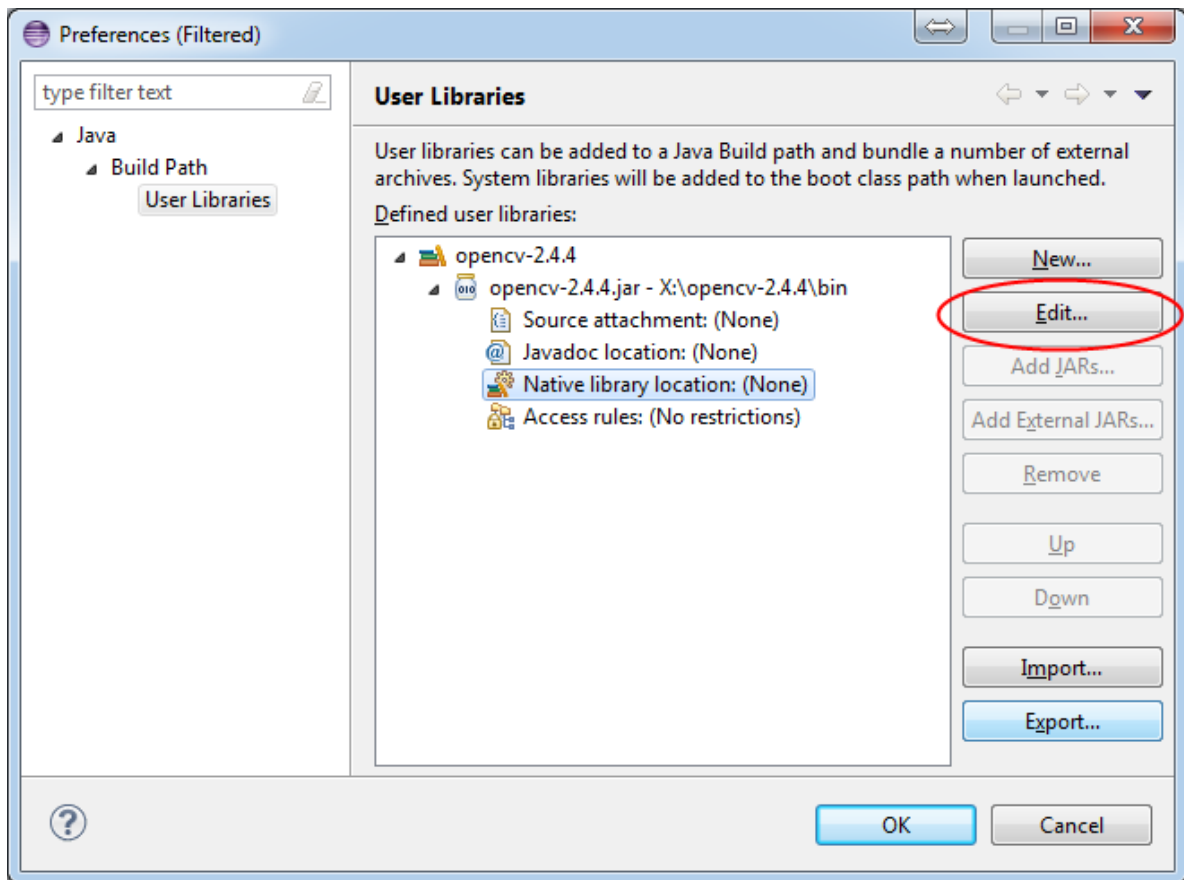 Preferences (Filtered)
type filter text
Java
Build Path
User Libraries
User Libraries
User libraries can be added to a Java Build path and bundle a number of external
archives. System libraries will be added to the boot class path when launched.
Defined user libraries:
opencv-2.4.4
opencv-2.4.4.jar - X:\opencv-2.4.4\bin
Source attachment: (None)
Javadoc location: (None)
Native library location: (None)
Access rules: (No restrictions)
New...
Edit...
Add JARs...
Add External JARs...
Remove
Up
Down
Import...
Export...
OK
Cancel